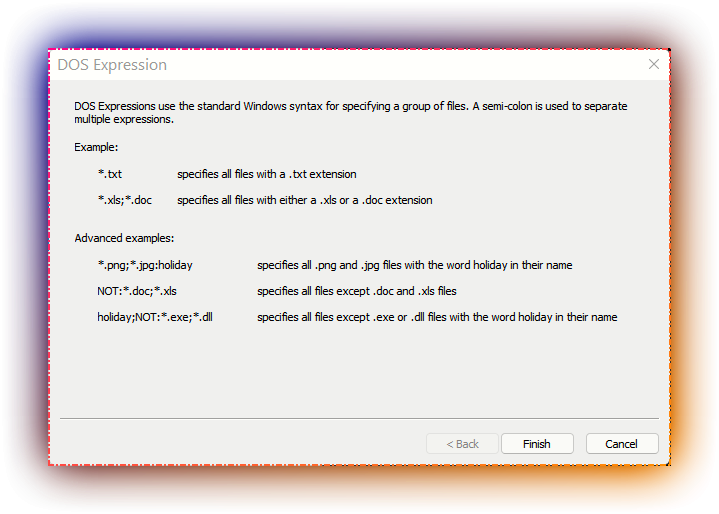 DOS Expression
DOS Expressions use the standard Windows syntax for specifying a group of files. A semi-colon is used to separate
multiple expressions.
Example:
*.txt specifies all files with a .txt extension
*.xls;*.doc specifies all files with either a .xls or a .doc extension
Advanced examples:
*.png;*.jpg:holiday specifies all .png and .jpg files with the word holiday in their name
NOT:*.doc;*.xls specifies all files except .doc and .xls files
holiday;NOT:*.exe;*.dll specifies all files except .exe or .dll files with the word holiday in their name
< Back Finish Cancel